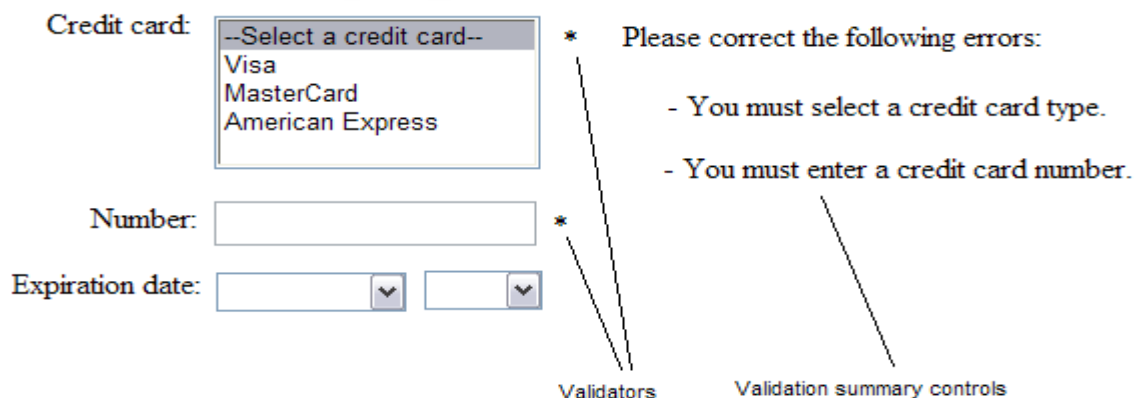 Credit card:
--Select a credit card--
Visa
MasterCard
American Express
*
Please correct the following errors:
- You must select a credit card type.
- You must enter a credit card number.
Number:
*
Expiration date:
Validators
Validation summary controls